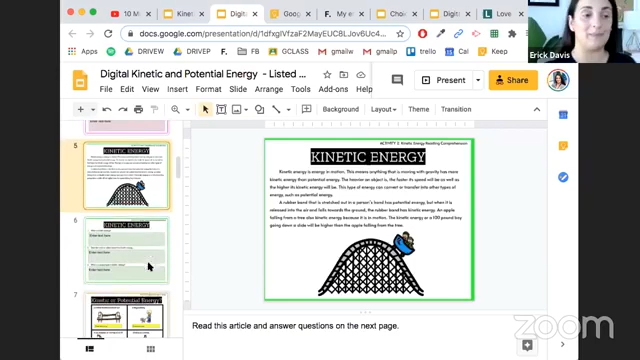 10 M
Kinetic
Digita
Goog
My e
Choic
Digita
Love
docs.google.com/presentation/d/1dfxgIVfzaF2MayEUC8LJov6Uc4...
Erick Davis
Apps
DRIVEW
DRIVEP
FB
GCLASS
gmailw
gmailp
trello
Cal
Other Bookmarks
Digital Kinetic and Potential Energy - Listed
File
Edit
View
Insert
Format
Slide
Arrange
Tools
Add-ons
Help
Present
Share
Background
Layout
Theme
Transition
5
KINETIC ENERGY
6
KINETIC ENERGY
7
Kinetic or Potential Energy?
ACTIVITY 2: Kinetic Energy Reading Comprehension
KINETIC ENERGY
Kinetic energy is energy in motion. This means anything that is moving with gravity has more
kinetic energy than potential energy. The heavier an object is, the faster its speed will be as well
as the higher its kinetic energy will be. This type of energy can convert or transfer into other types of
energy, such as potential energy.
A rubber band that is stretched out in a person's hand has potential energy, but when it is
released into the air and falls towards the ground, the rubber band has kinetic energy. An apple
falling from a tree also kinetic energy because it is in motion. The kinetic energy of a 100 pound boy
going down a slide will be higher than the apple falling from the tree.
Read this article and answer questions on the next page.
zoom